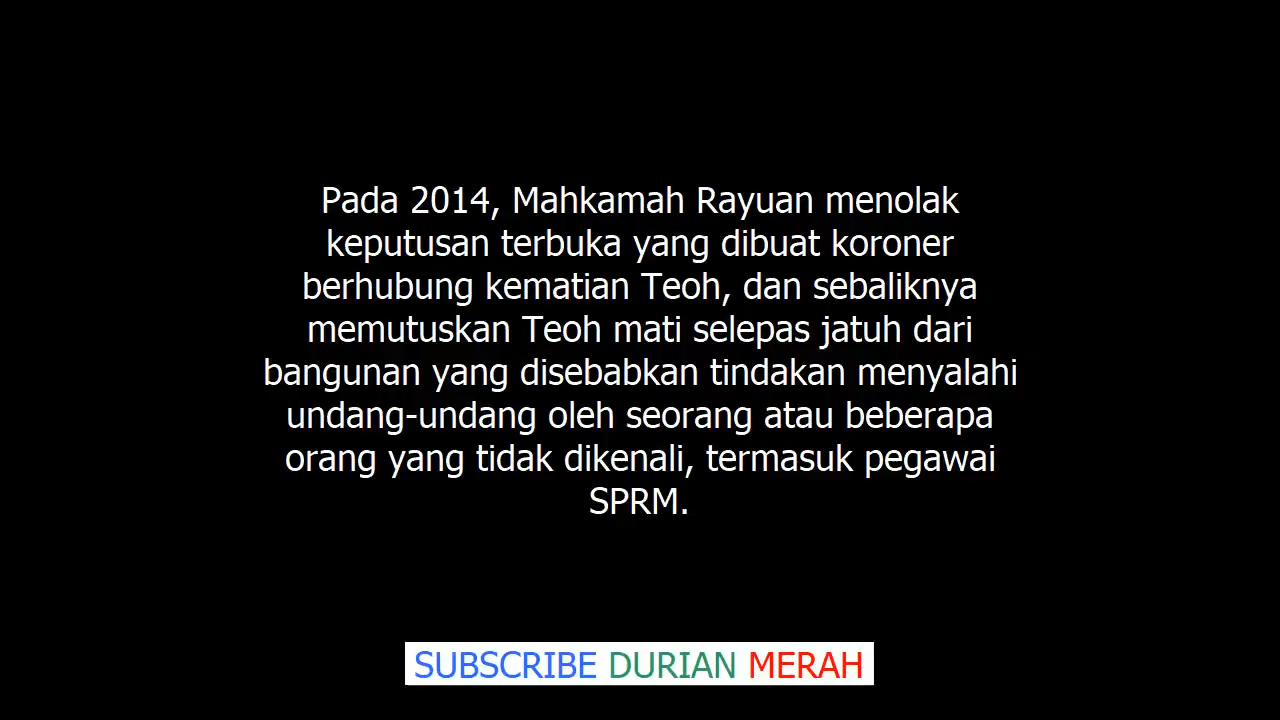 Pada 2014, Mahkamah Rayuan menolak
keputusan terbuka yang dibuat koroner
berhubung kematian Teoh, dan sebaliknya
memutuskan Teoh mati selepas jatuh dari
bangunan yang disebabkan tindakan menyalahi
undang-undang oleh seorang atau beberapa
orang yang tidak dikenali, termasuk pegawai
SPRM.
SUBSCRIBE DURIAN MERAH